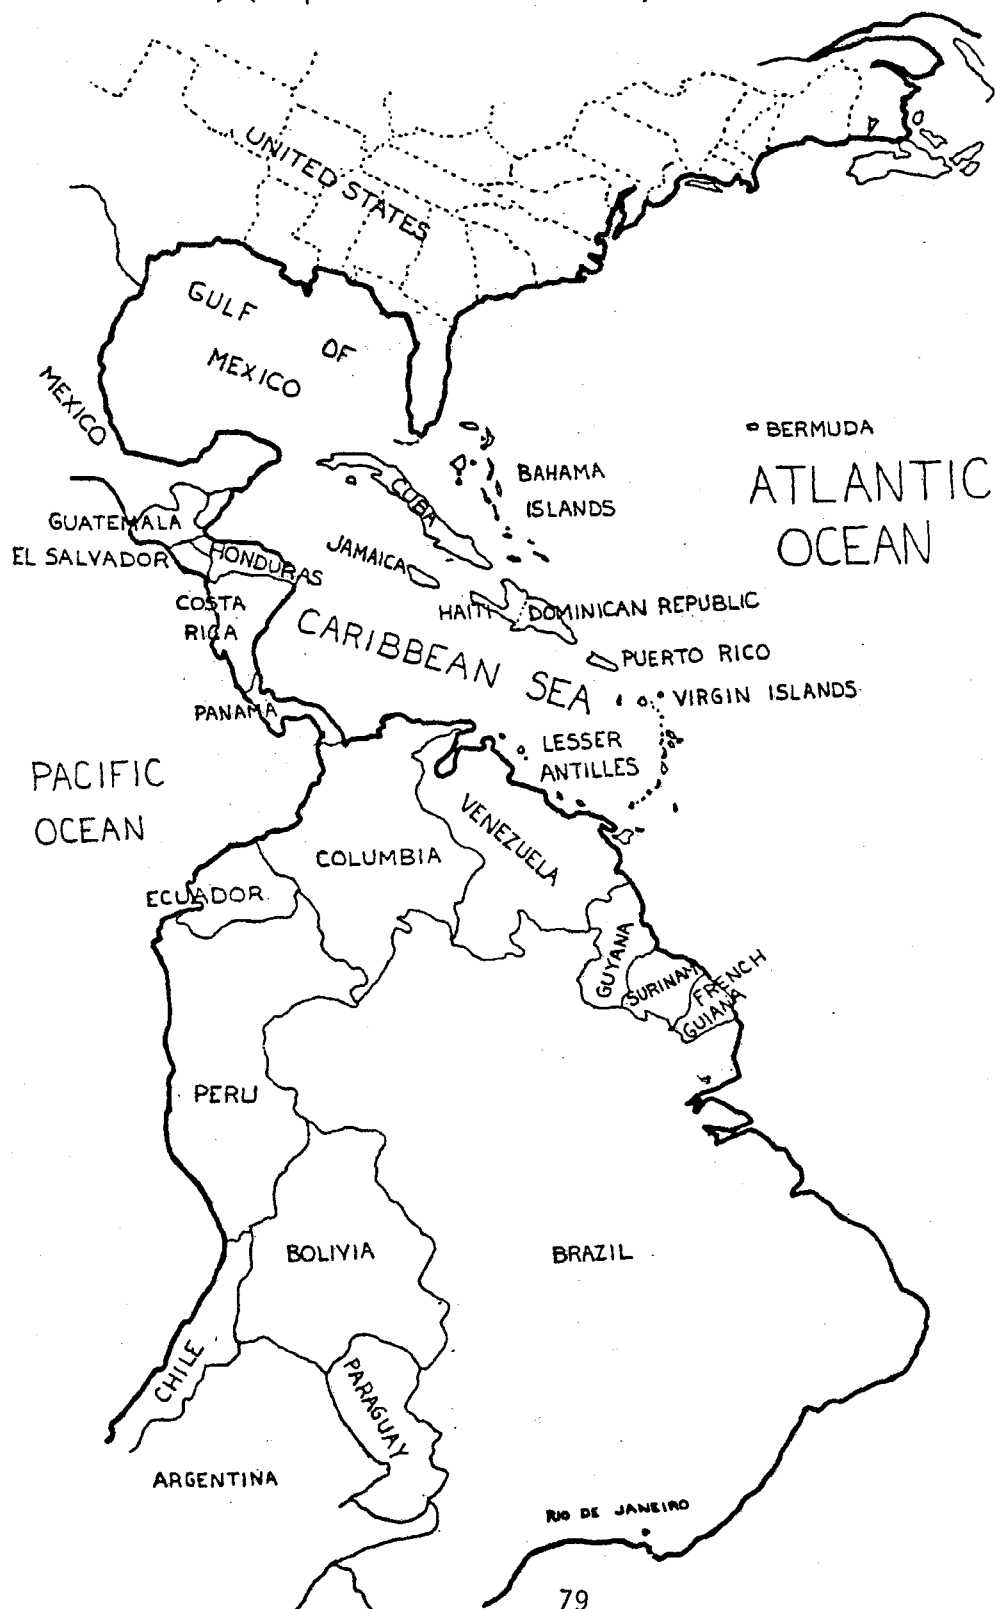 UNITED STATES
GULF
OF
MEXICO
MEXICO
BERMUDA
ATLANTIC
OCEAN
BAHAMA
ISLANDS
CUBA
GUATEMALA
EL SALVADOR
HONDURAS
JAMAICA
HAITI
DOMINICAN REPUBLIC
COSTA
RICA
CARIBBEAN SEA
PUERTO RICO
VIRGIN ISLANDS
PANAMA
LESSER
ANTILLES
PACIFIC
OCEAN
VENEZUELA
COLUMBIA
ECUADOR
GUYANA
SURINAM
FRENCH
GUIANA
PERU
BOLIVIA
BRAZIL
CHILE
PARAGUAY
ARGENTINA
RIO DE JANEIRO
79